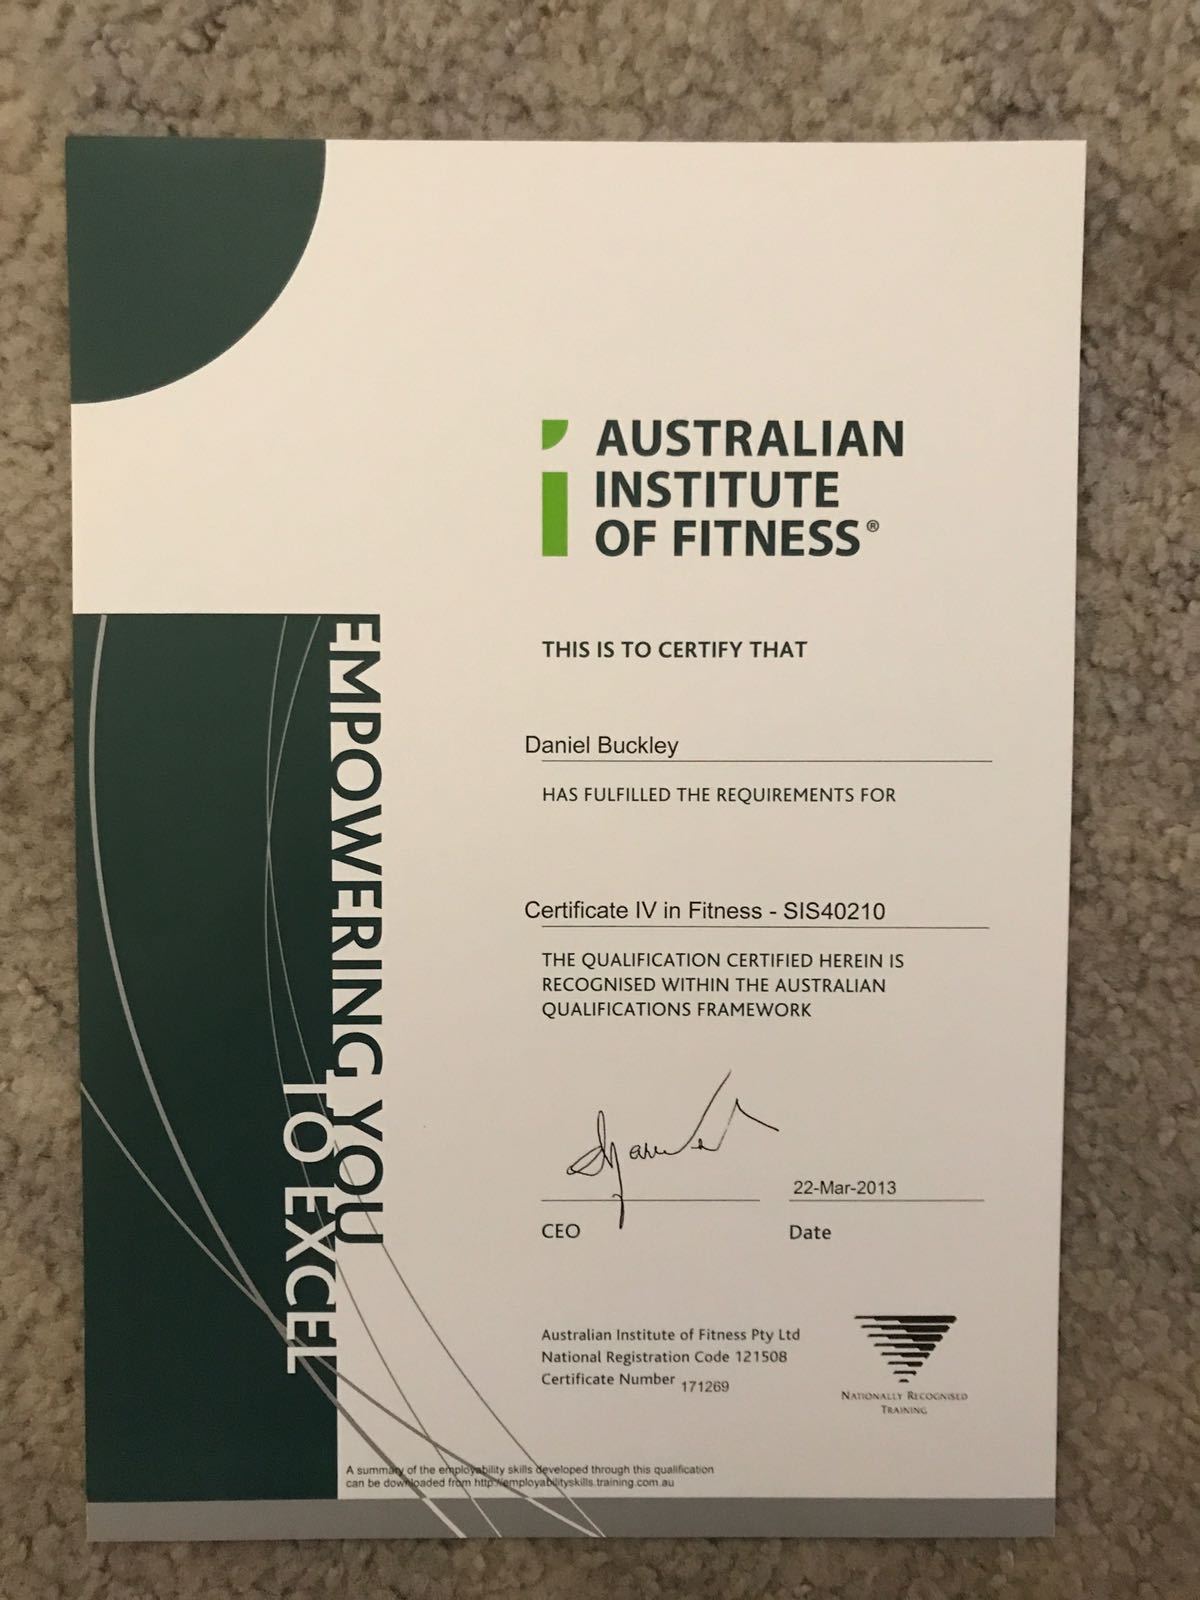 AUSTRALIAN
INSTITUTE
OF FITNESS®
THIS IS TO CERTIFY THAT
Daniel Buckley
HAS FULFILLED THE REQUIREMENTS FOR
Certificate IV in Fitness - SIS40210
THE QUALIFICATION CERTIFIED HEREIN IS
RECOGNISED WITHIN THE AUSTRALIAN
QUALIFICATIONS FRAMEWORK
22-Mar-2013
CEO
Date
Australian Institute of Fitness Pty Ltd
National Registration Code 121508
Certificate Number 171269
NATIONALLY RECOGNISED
TRAINING
EMPOWERING YOU
TO EXCEL
A summary of the employability skills developed through this qualification
can be downloaded from http://employabilityskills.training.com.au